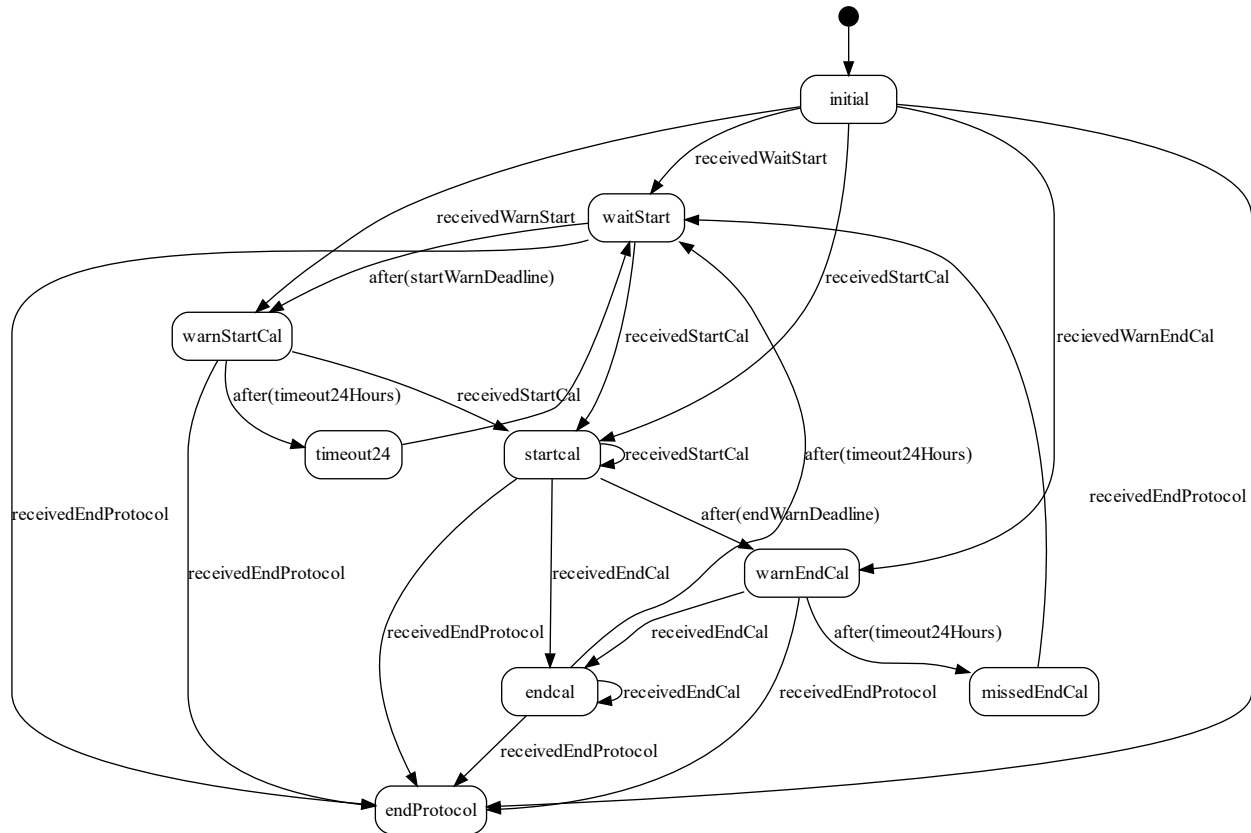 initial
receivedWaitStart
receivedWarnStart
waitStart
after(startWarnDeadline)
receivedStartCal
warnStartCal
receivedStartCal
recievedWarnEndCal
after(timeout24Hours)
receivedStartCal
timeout24
startcal
receivedStartCal
after(timeout24Hours)
receivedEndProtocol
receivedEndProtocol
after(endWarnDeadline)
receivedEndProtocol
receivedEndCal
warnEndCal
receivedEndProtocol
receivedEndCal
after(timeout24Hours)
endcal
receivedEndCal
receivedEndProtocol
missedEndCal
receivedEndProtocol
endProtocol